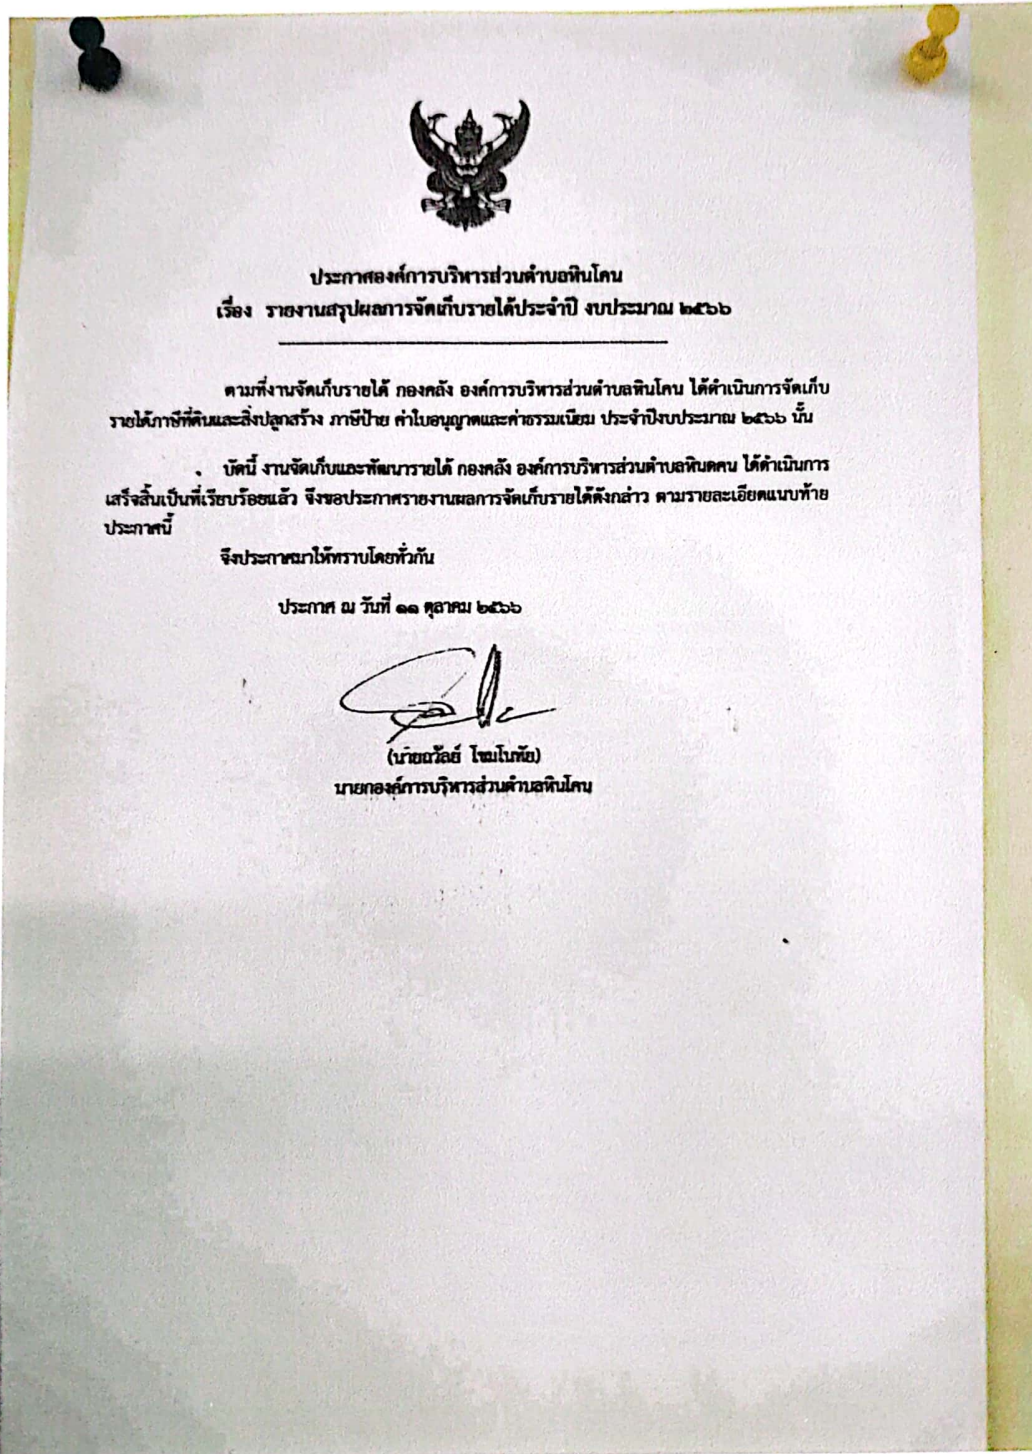 ประกาศองค์การบริหารส่วนตำบลหินโคน
เรื่อง รายงานสรุปผลการจัดเก็บรายได้ประจำปี งบประมาณ ๒๕๖๖
ตามที่งานจัดเก็บรายได้ กองคลัง องค์การบริหารส่วนตำบลหินโคน ได้ดำเนินการจัดเก็บ
รายได้ภาษีที่ดินและสิ่งปลูกสร้าง ภาษีป้าย ค่าใบอนุญาตและค่าธรรมเนียม ประจำปีงบประมาณ ๒๕๖๖ นั้น
บัดนี้ งานจัดเก็บและพัฒนารายได้ กองคลัง องค์การบริหารส่วนตำบลหินดคน ได้ดำเนินการ
เสร็จสิ้นเป็นที่เรียบร้อยแล้ว จึงขอประกาศรายงานผลการจัดเก็บรายได้ดังกล่าว ตามรายละเอียดแนบท้าย
ประกาศนี้
จึงประกาศมาให้ทราบโดยทั่วกัน
ประกาศ ณ วันที่ ๑๑ ตุลาคม ๒๕๖๖
(นายถวัลย์ โขมโนทัย)
นายกองค์การบริหารส่วนตำบลหินโคน